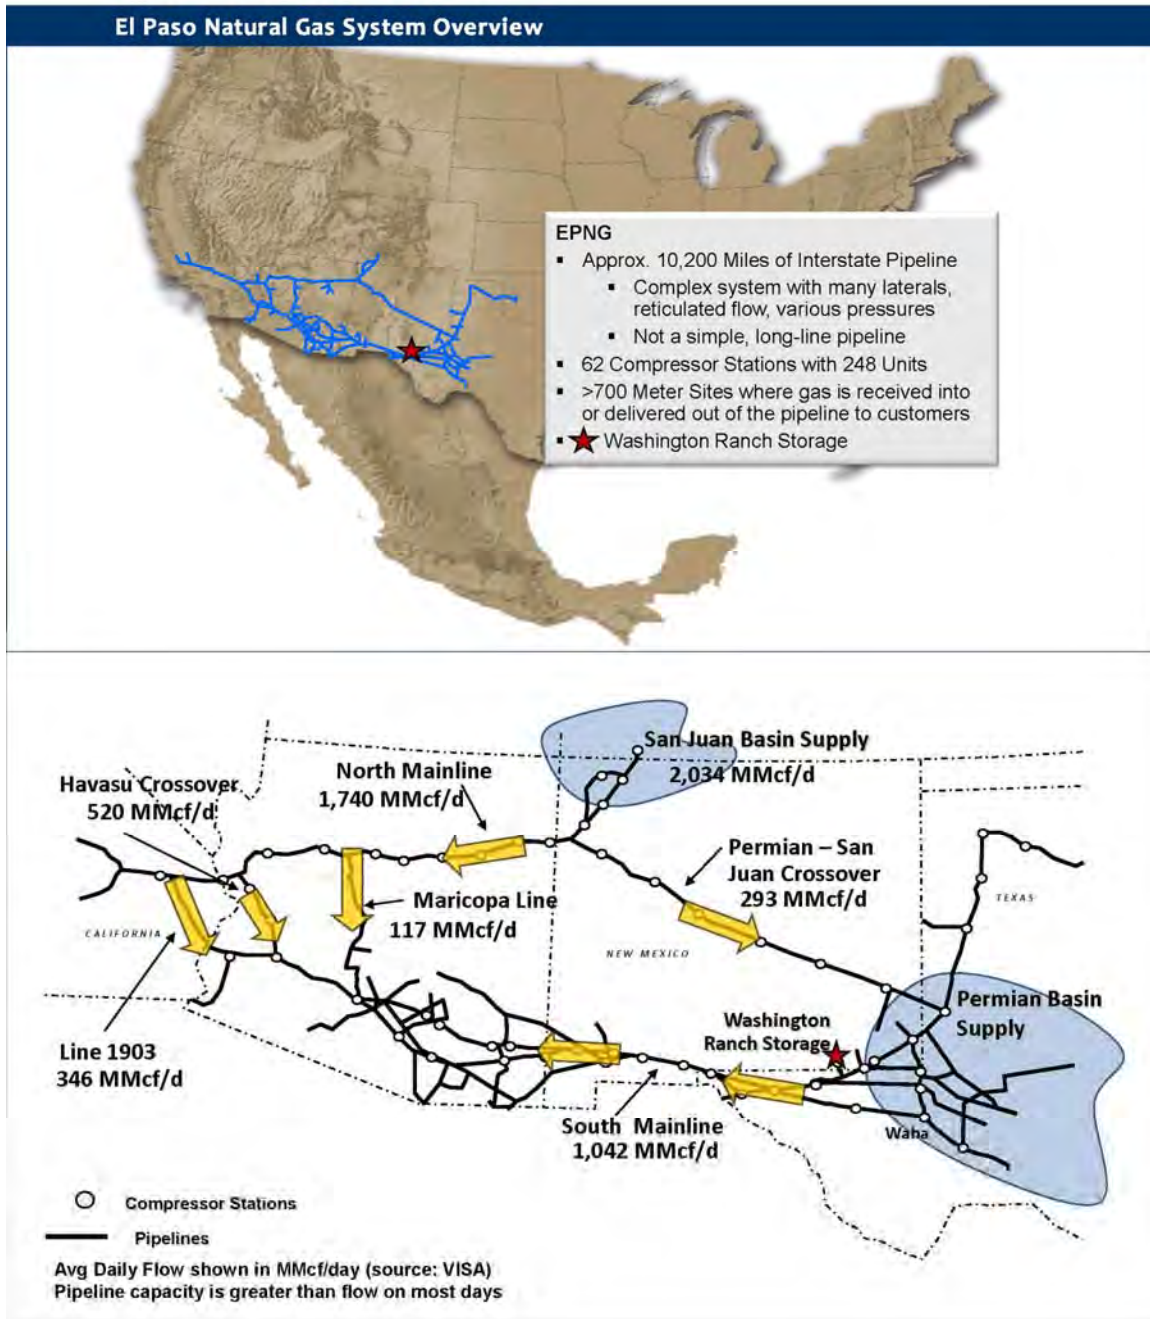 El Paso Natural Gas System Overview
EPNG
▪ Approx. 10,200 Miles of Interstate Pipeline
▪ Complex system with many laterals,
reticulated flow, various pressures
▪ Not a simple, long-line pipeline
▪ 62 Compressor Stations with 248 Units
▪ >700 Meter Sites where gas is received into
or delivered out of the pipeline to customers
▪ Washington Ranch Storage
San Juan Basin Supply
2,034 MMcf/d
North Mainline
1,740 MMcf/d
Havasu Crossover
520 MMcf/d
Permian – San
Juan Crossover
293 MMcf/d
Maricopa Line
117 MMcf/d
TEXAS
CALIFORNIA
NEW MEXICO
Permian Basin
Supply
Washington
Ranch Storage
Line 1903
346 MMcf/d
South Mainline
1,042 MMcf/d
Waha
Compressor Stations
Pipelines
Avg Daily Flow shown in MMcf/day (source: VISA)
Pipeline capacity is greater than flow on most days